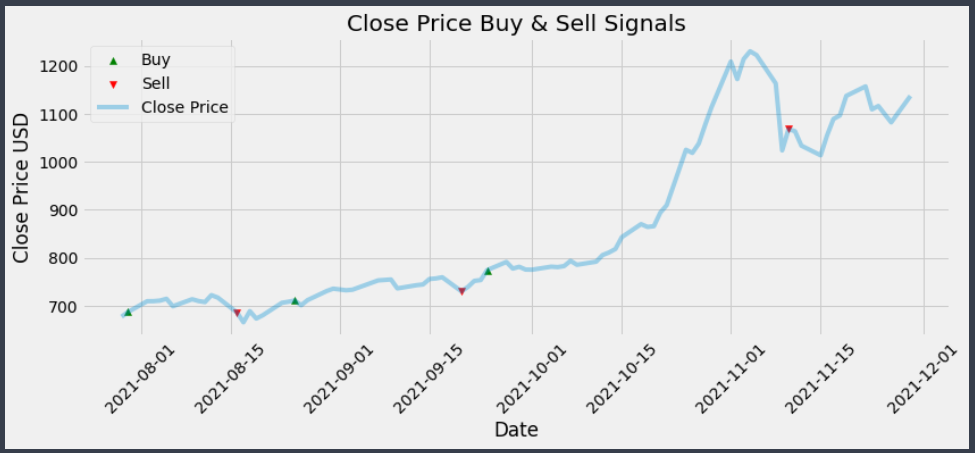 Close Price Buy & Sell Signals
Buy
Sell
Close Price
Close Price USD
1200
1100
1000
900
800
700
2021-08-01
2021-08-15
2021-09-01
2021-09-15
2021-10-01
2021-10-15
2021-11-01
2021-11-15
2021-12-01
Date